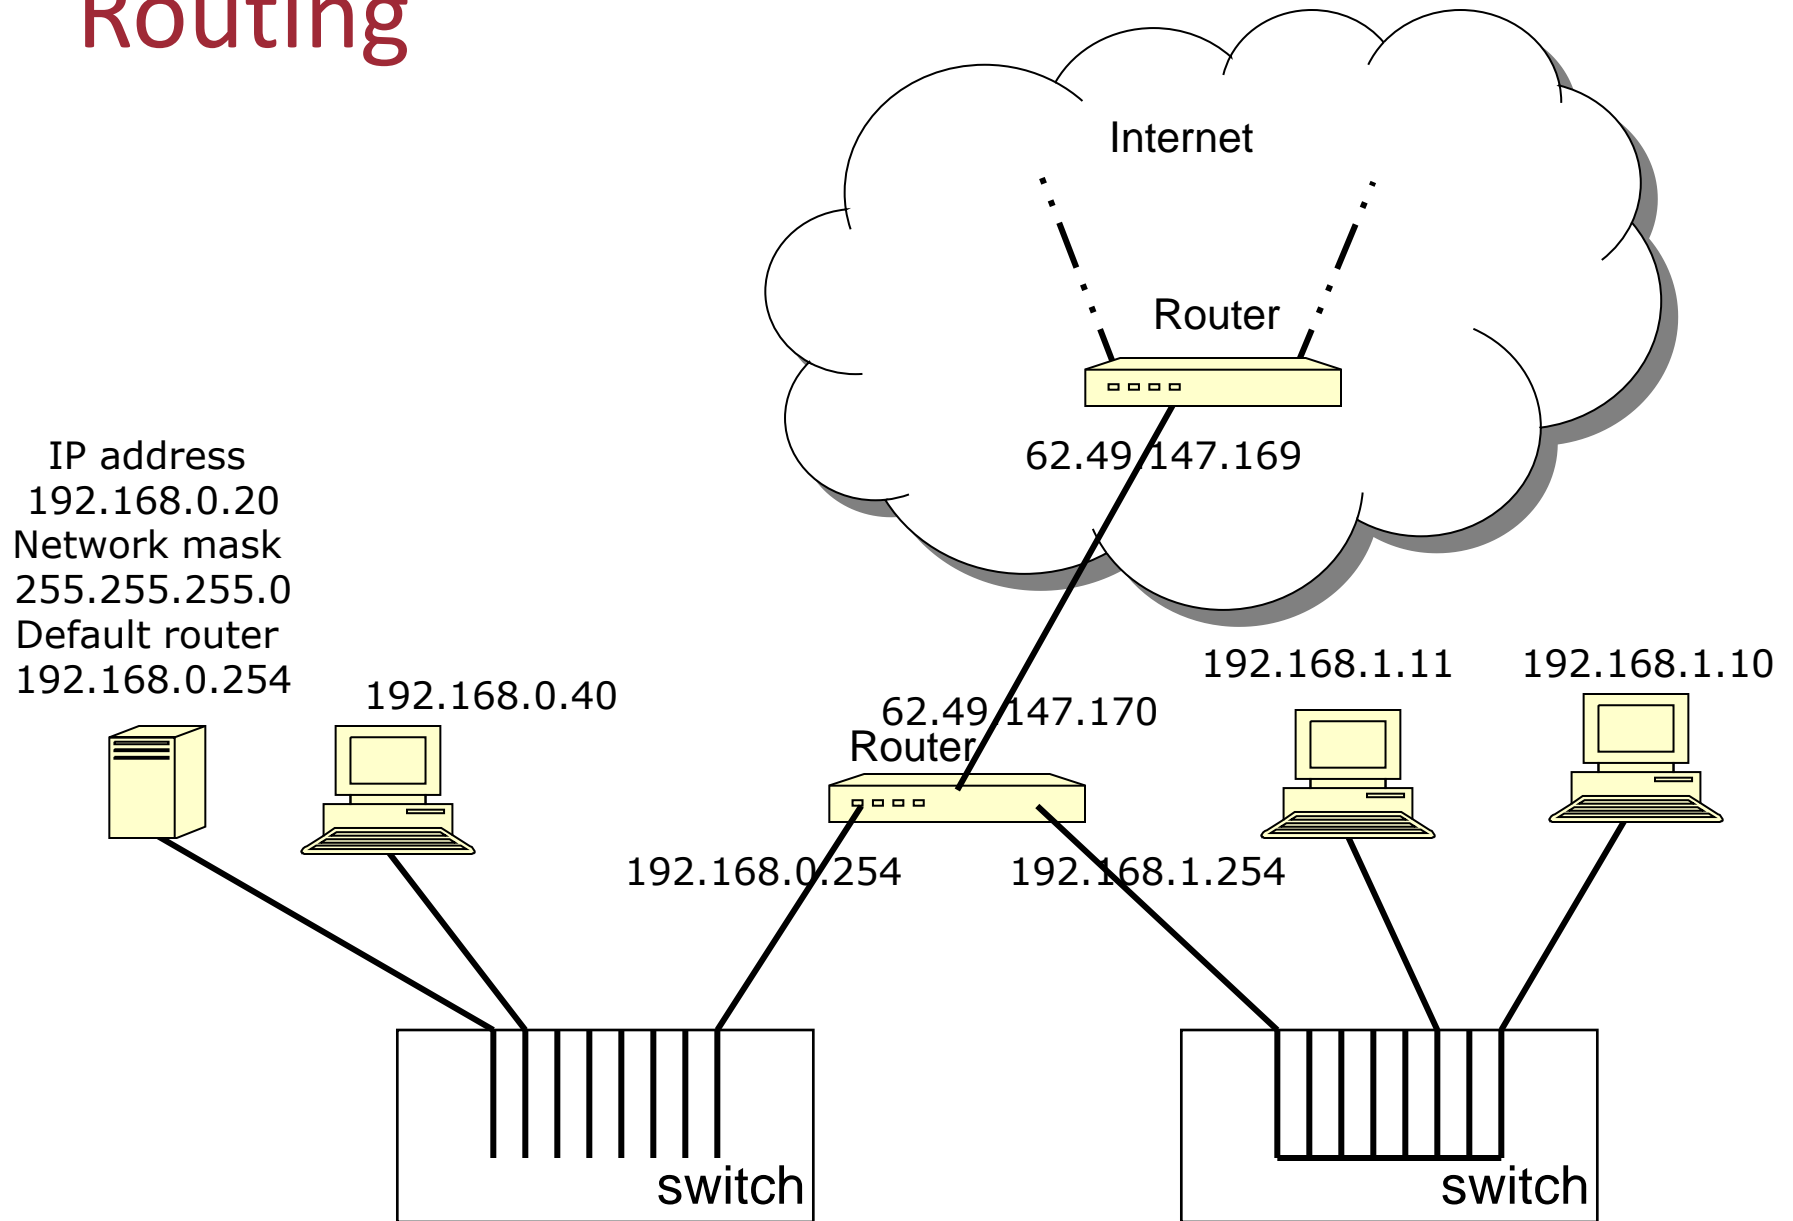 Routing
Internet
Router
62.49.147.169
IP address
192.168.0.20
Network mask
255.255.255.0
Default router
192.168.0.254
192.168.0.40
62.49.147.170
Router
192.168.1.11
192.168.1.10
192.168.0.254
192.168.1.254
switch
switch